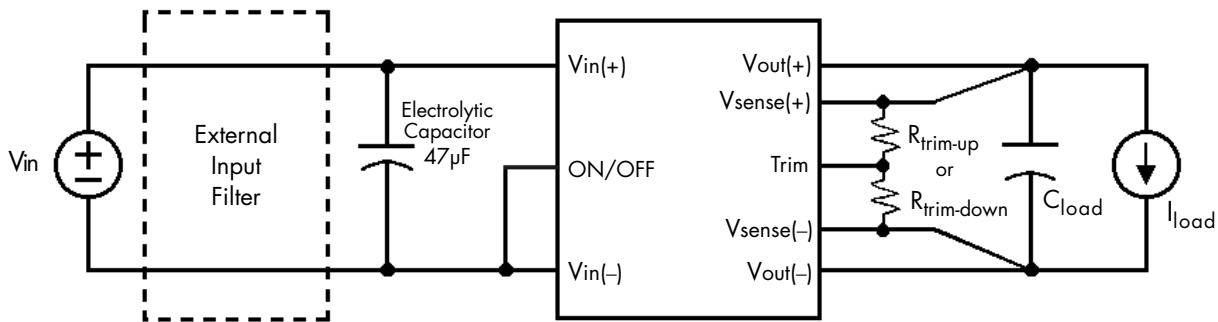 Vin
+
−
External
Input
Filter
Electrolytic
Capacitor
47µF
Vin(+)
ON/OFF
Vin(−)
Vout(+)
Vsense(+)
Trim
Vsense(−)
Vout(−)
Rtrim-up
or
Rtrim-down
Cload
Iload